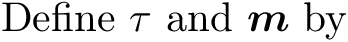 Define τ and m by